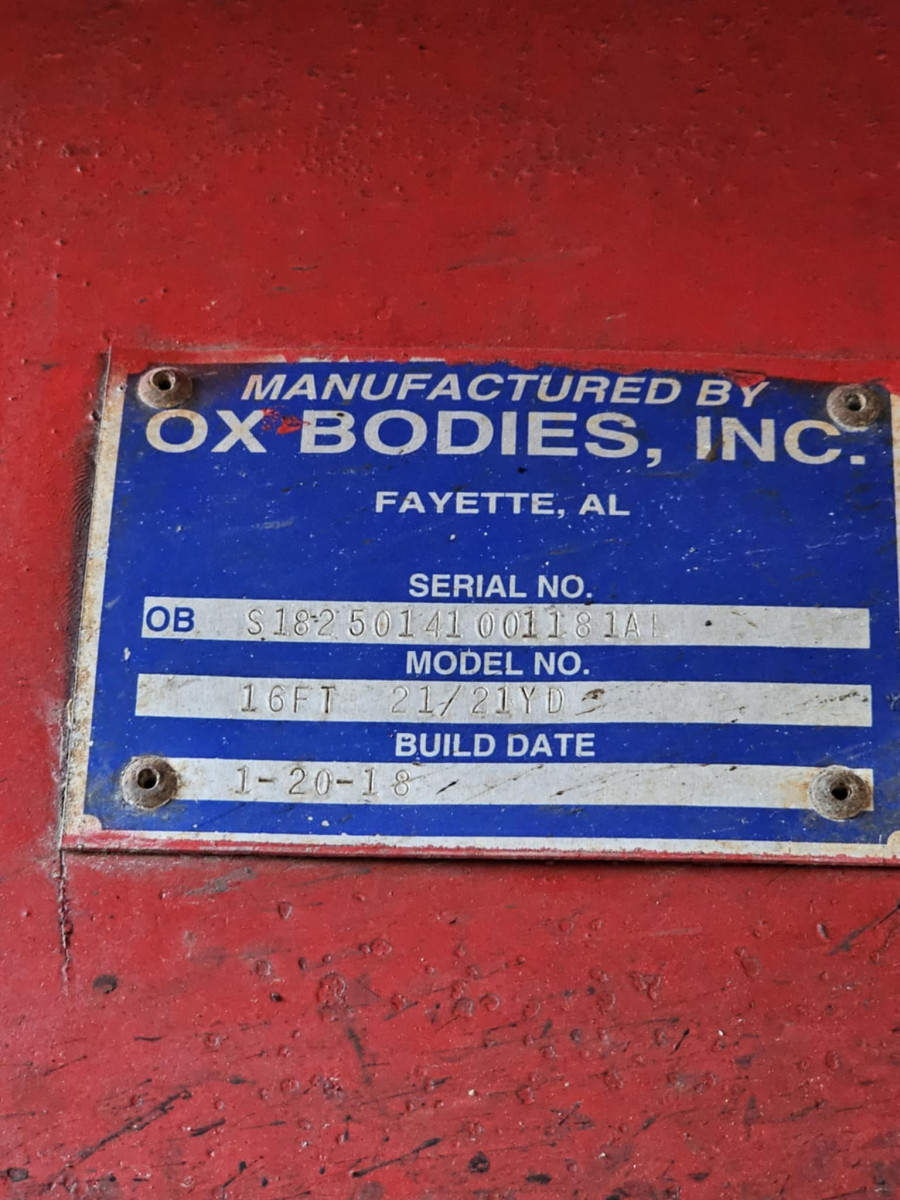 MANUFACTURED BY
OX BODIES, INC.
FAYETTE, AL
SERIAL NO.
OB S182501411001181AL
MODEL NO.
16FT 21/21YD
BUILD DATE
1-20-18